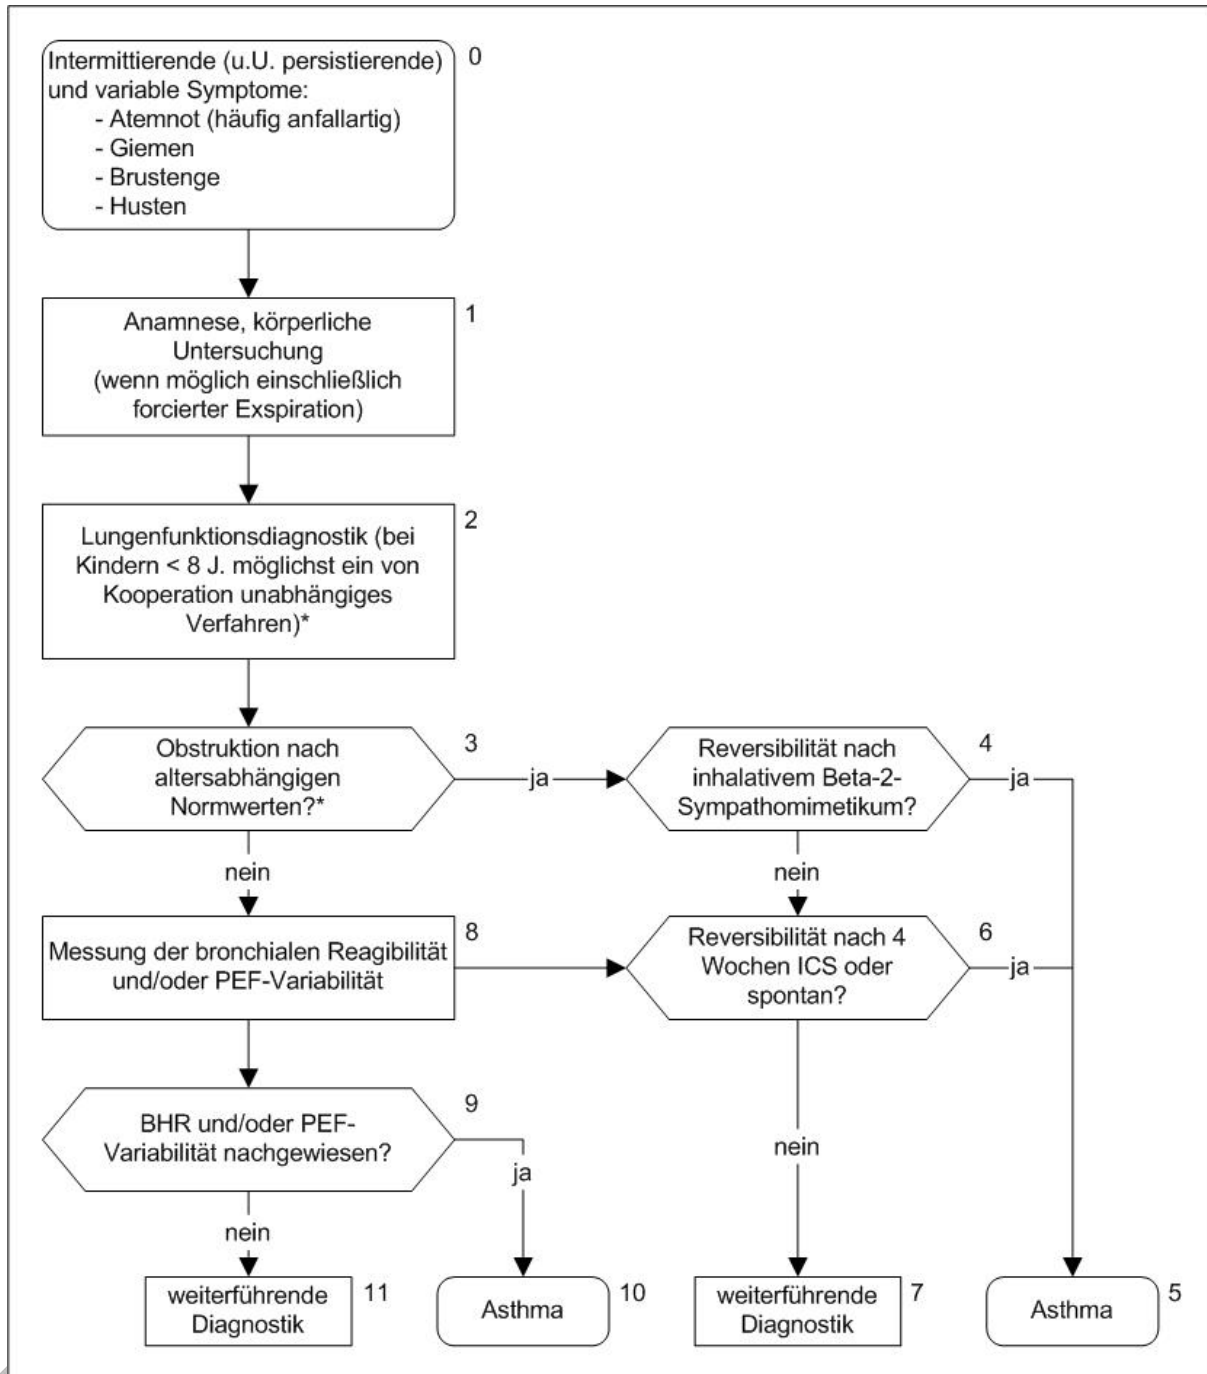 Intermittierende (u.U. persistierende)
und variable Symptome:
- Atemnot (häufig anfallartig)
- Giemen
- Brustenge
- Husten
0
Anamnese, körperliche
Untersuchung
(wenn möglich einschließlich
forcierter Exspiration)
1
Lungenfunktionsdiagnostik (bei
Kindern < 8 J. möglichst ein von
Kooperation unabhängiges
Verfahren)*
2
Obstruktion nach
altersabhängigen
Normwerten?*
3
ja
Reversibilität nach
inhalativem Beta-2-
Sympathomimetikum?
4
ja
nein
nein
Messung der bronchialen Reagibilität
und/oder PEF-Variabilität
8
Reversibilität nach 4
Wochen ICS oder
spontan?
6
ja
BHR und/oder PEF-
Variabilität nachgewiesen?
9
ja
nein
nein
weiterführende
Diagnostik
11
Asthma
10
weiterführende
Diagnostik
7
Asthma
5